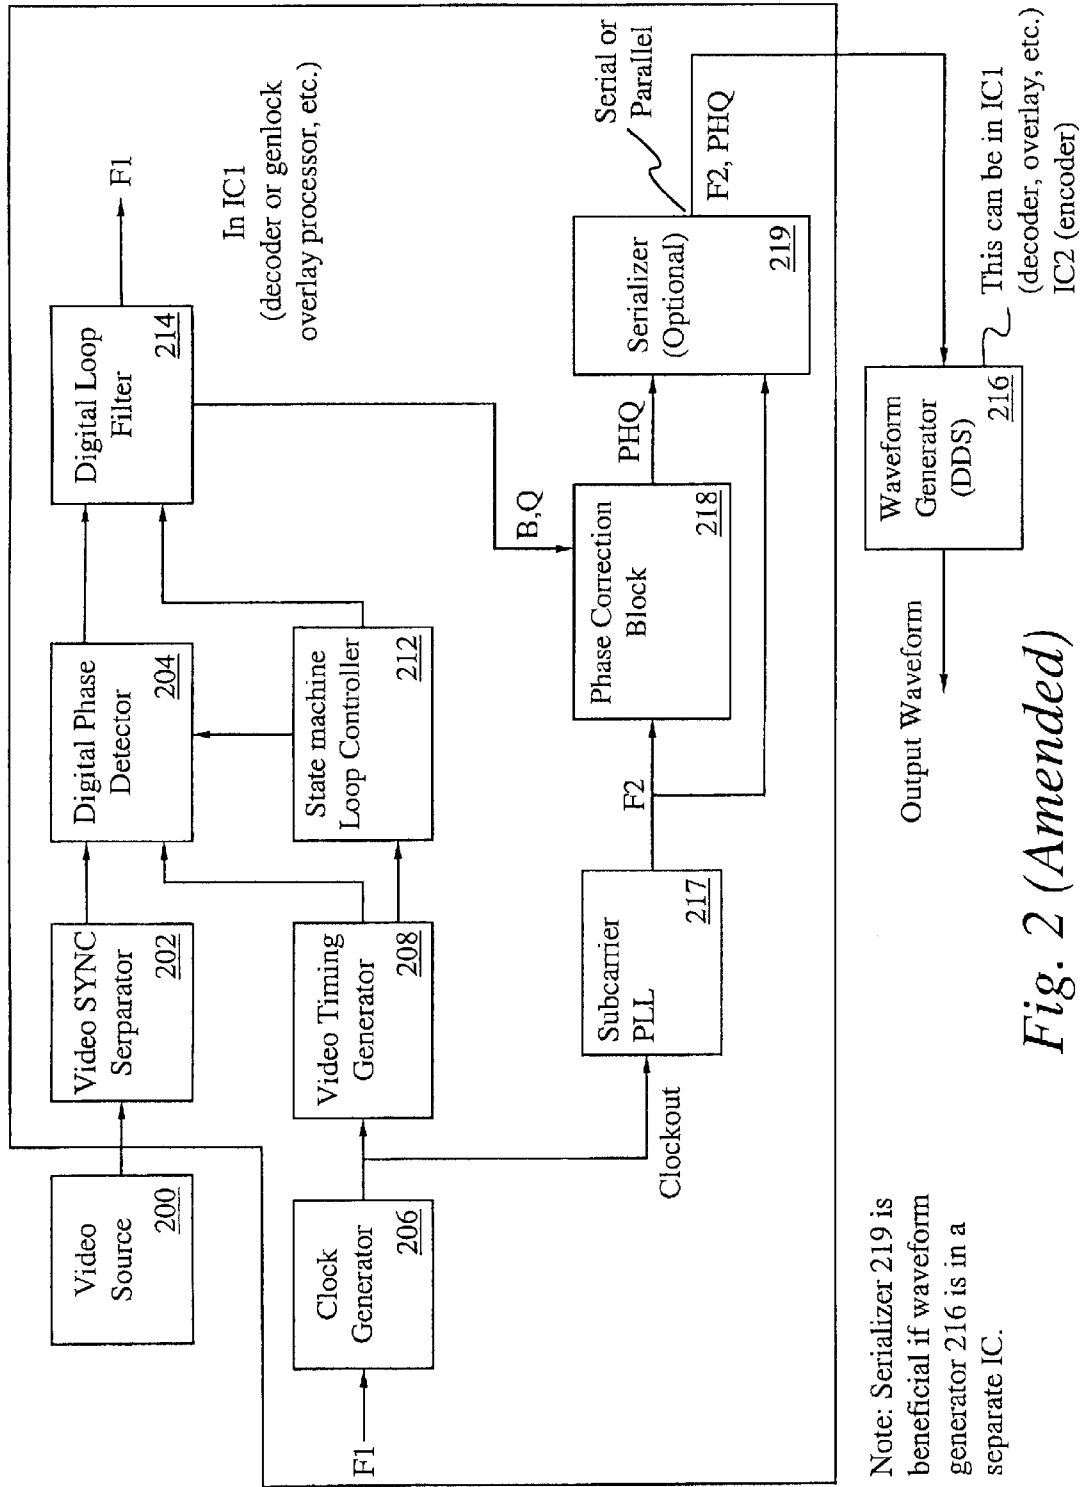 Video
Source
200
Video SYNC
Serparator
202
Digital Phase
Detector
204
Digital Loop
Filter
214
F1
In IC1
(decoder or genlock
overlay processor, etc.)
F1
Clock
Generator
206
Video Timing
Generator
208
State machine
Loop Controller
212
B,Q
Clockout
Subcarrier
PLL
217
F2
Phase Correction
Block
218
PHQ
Serializer
(Optional)
219
Serial or
Parallel
F2, PHQ
Output Waveform
Waveform
Generator
(DDS)
216
This can be in IC1
(decoder, overlay, etc.)
IC2 (encoder)
Note: Serializer 219 is
beneficial if waveform
generator 216 is in a
separate IC.
Fig. 2 (Amended)